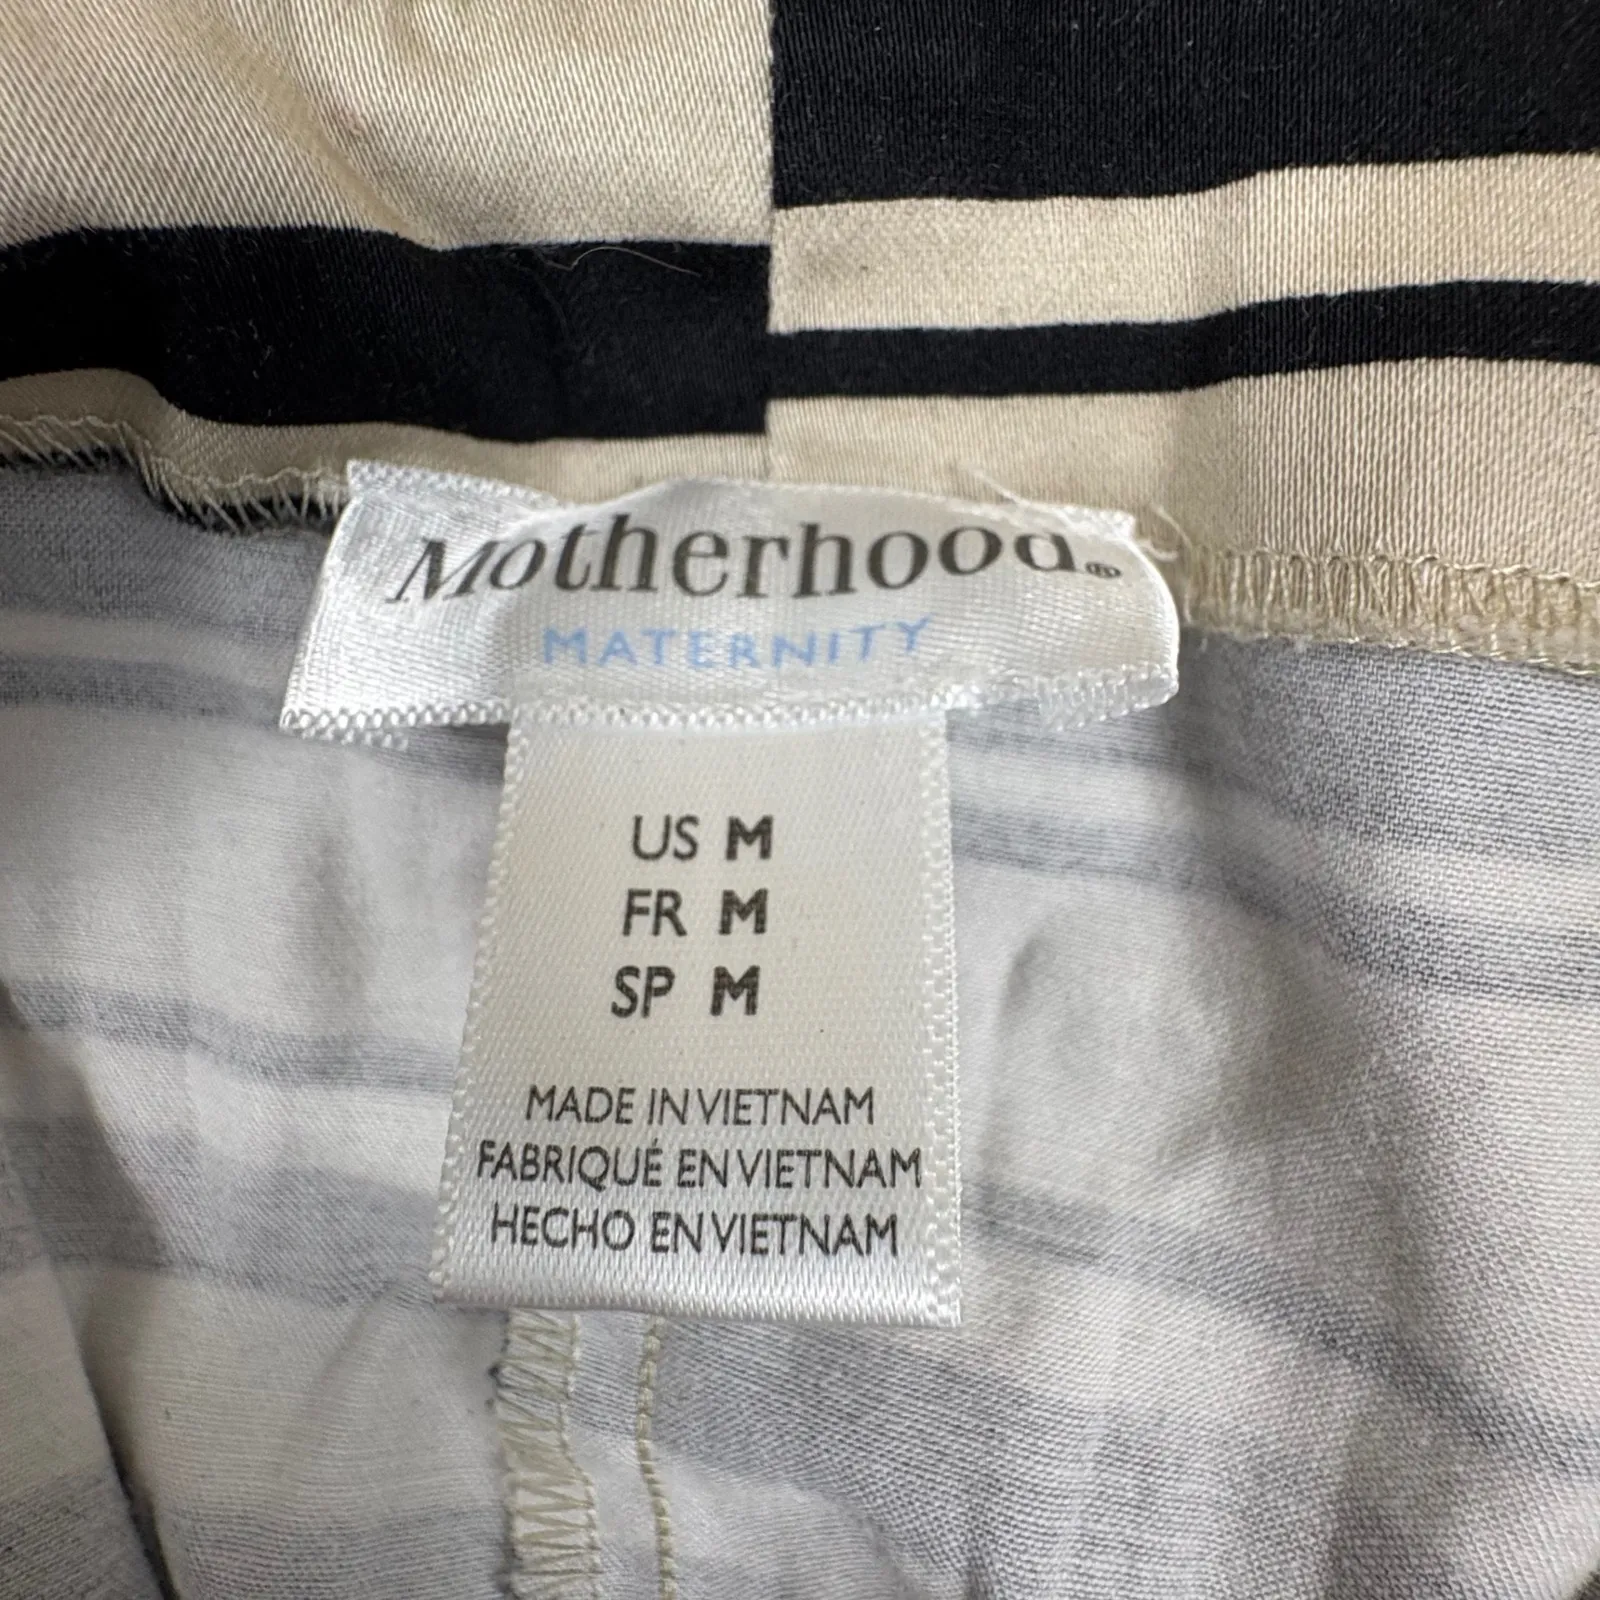 Motherhood®
MATERNITY
US M
FR M
SP M
MADE IN VIETNAM
FABRIQUÉ EN VIETNAM
HECHO EN VIETNAM